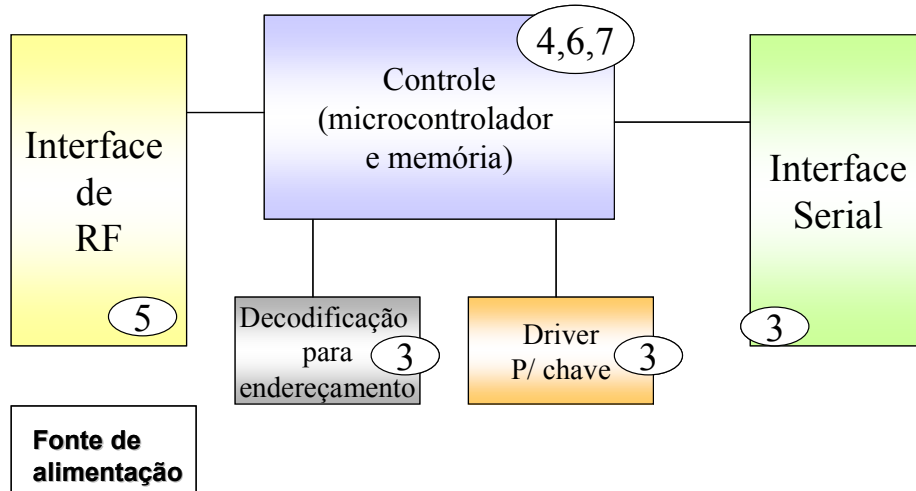 4,6,7
Controle
(microcontrolador
e memória)
Interface
de
RF
5
Interface
Serial
3
Decodificação
para
endereçamento
3
Driver
P/ chave
3
Fonte de
alimentação